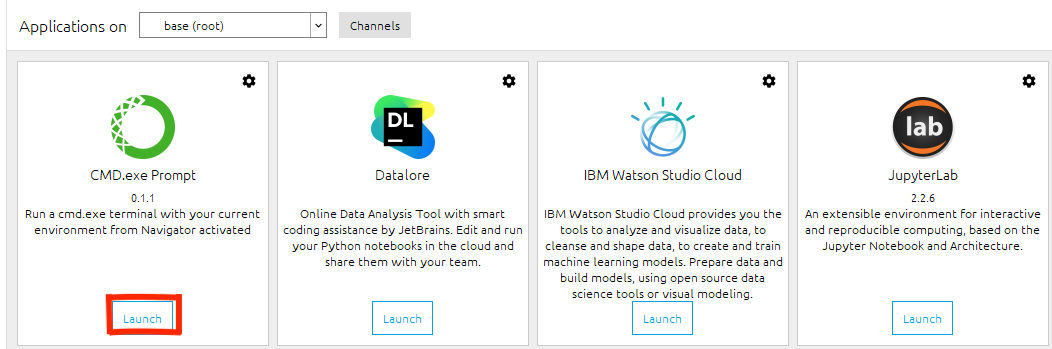 Applications on base (root) Channels
DL
lab
CMD.exe Prompt
0.1.1
Run a cmd.exe terminal with your current
environment from Navigator activated
Launch
Datalore
Online Data Analysis Tool with smart
coding assistance by JetBrains. Edit and run
your Python notebooks in the cloud and
share them with your team.
Launch
IBM Watson Studio Cloud
IBM Watson Studio Cloud provides you the
tools to analyze and visualize data, to
cleanse and shape data, to create and train
machine learning models. Prepare data and
build models, using open source data
science tools or visual modeling.
Launch
JupyterLab
2.2.6
An extensible environment for interactive
and reproducible computing, based on the
Jupyter Notebook and Architecture.
Launch